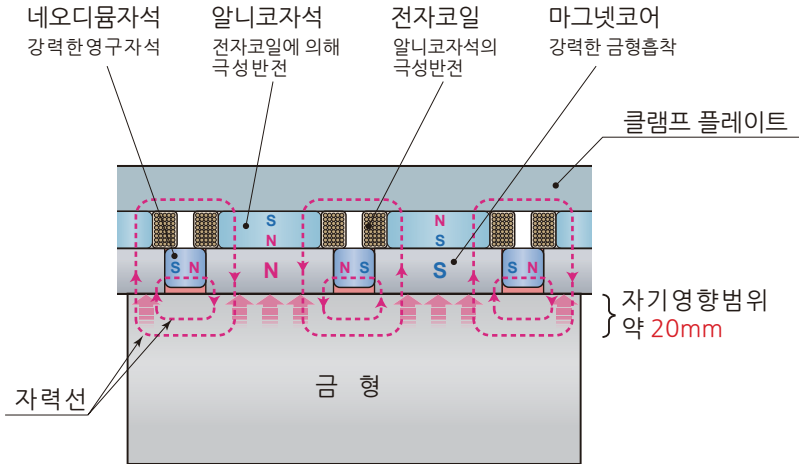 네오디뮴자석
강력한영구자석
알니코자석
전자코일에 의해
극성반전
전자코일
알니코자석의
극성반전
마그넷코어
강력한 금형흡착
클램프 플레이트
S
N
N
S
S N
N
N S
S
S N
자기영향범위
약 20mm
자력선
금 형